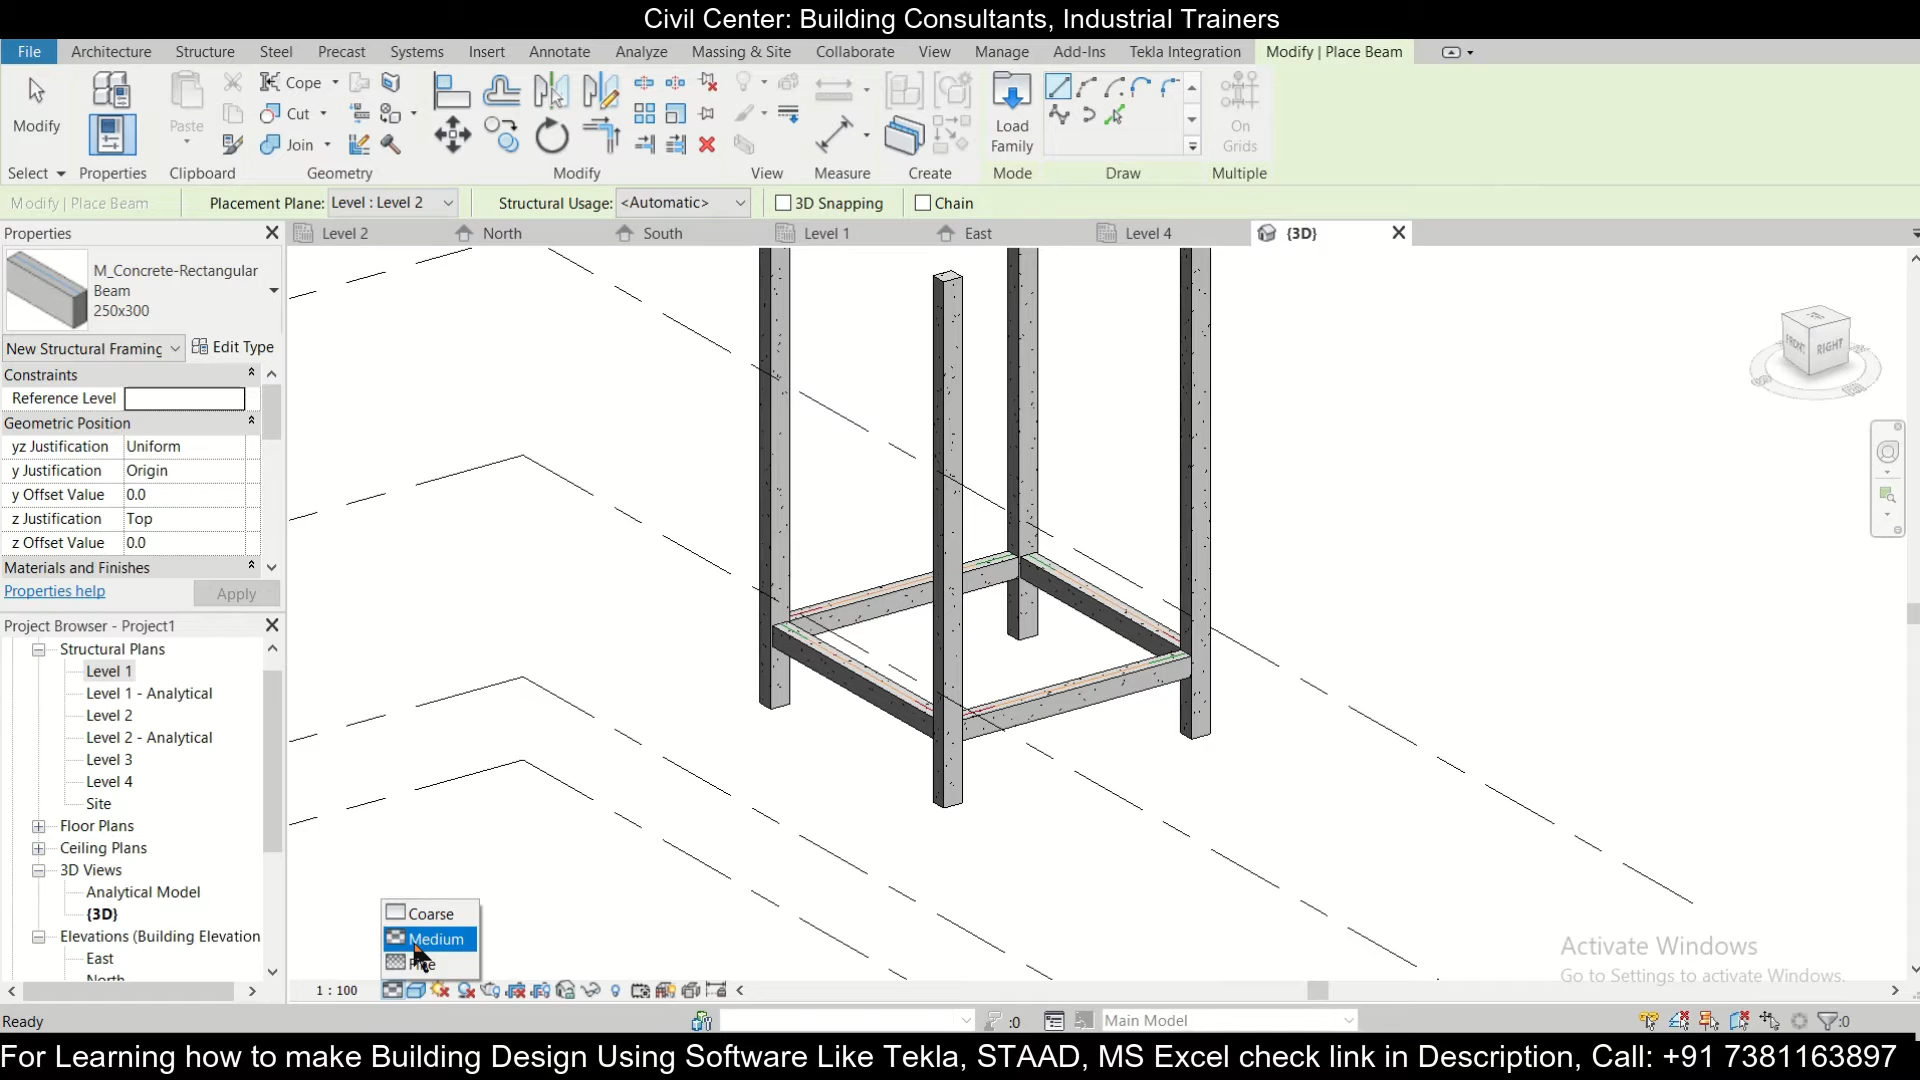 Civil Center: Building Consultants, Industrial Trainers
File Architecture Structure Steel Precast Systems Insert Annotate Analyze Massing & Site Collaborate View Manage Add-Ins Tekla Integration Modify | Place Beam
Modify
Paste
Cope
Cut
Join
Load
Family
On
Grids
Select Properties Clipboard Geometry Modify View Measure Create Mode Draw Multiple
Modify | Place Beam Placement Plane: Level : Level 2 Structural Usage: <Automatic> 3D Snapping Chain
Properties
Level 2 North South Level 1 East Level 4 {3D}
M_Concrete-Rectangular
Beam
250x300
New Structural Framing Edit Type
Constraints
Reference Level
Geometric Position
yz Justification Uniform
y Justification Origin
y Offset Value 0.0
z Justification Top
z Offset Value 0.0
Materials and Finishes
Properties help Apply
TOP
FRONT RIGHT
Project Browser - Project1
Structural Plans
Level 1
Level 1 - Analytical
Level 2
Level 2 - Analytical
Level 3
Level 4
Site
Floor Plans
Ceiling Plans
3D Views
Analytical Model
{3D}
Elevations (Building Elevation
East
North
Coarse
Medium
Fine
Activate Windows
Go to Settings to activate Windows.
1 : 100
Ready :0 Main Model :0
For Learning how to make Building Design Using Software Like Tekla, STAAD, MS Excel check link in Description, Call: +91 7381163897